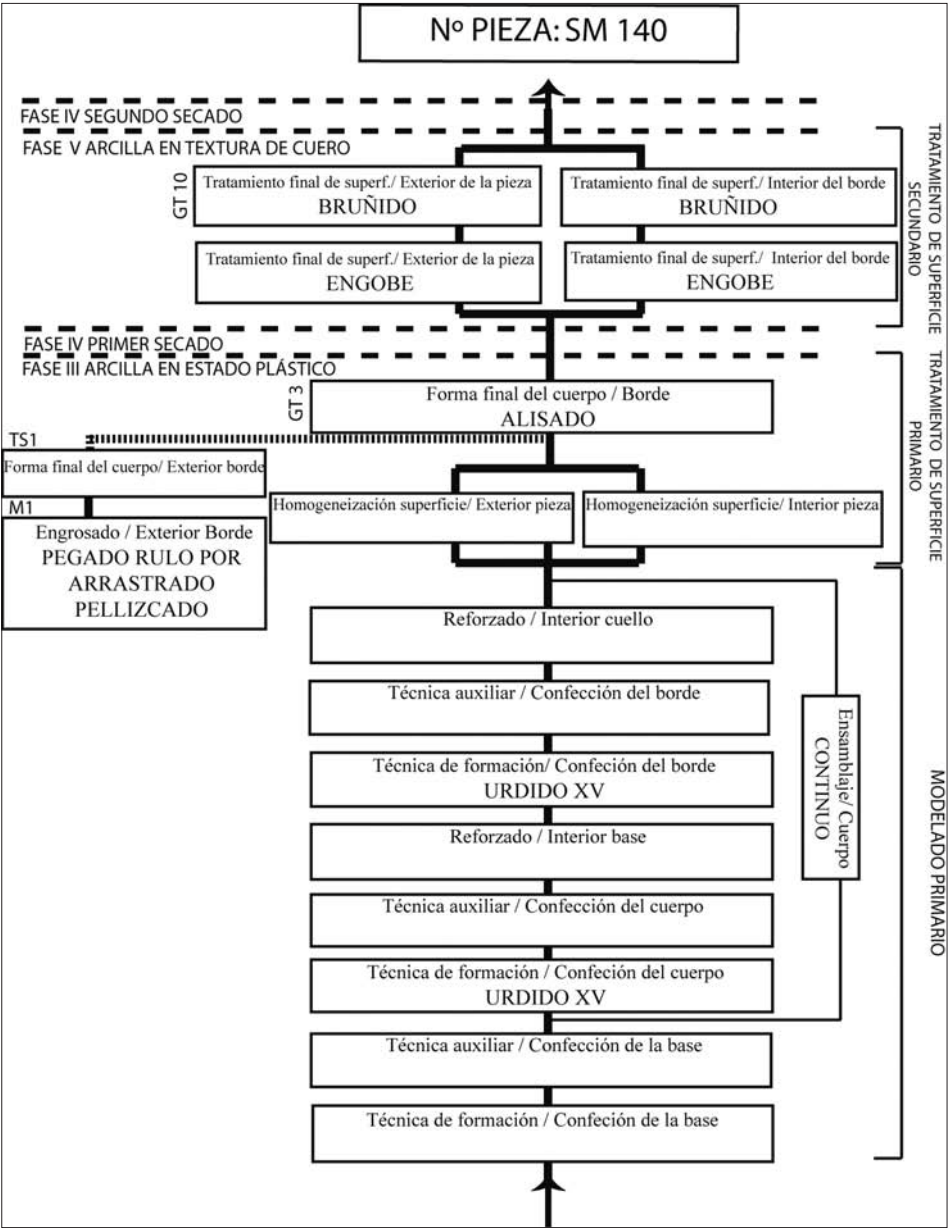 Nº PIEZA: SM 140
FASE IV SEGUNDO SECADO
FASE V ARCILLA EN TEXTURA DE CUERO
GT 10
Tratamiento final de superf./ Exterior de la pieza
BRUÑIDO
Tratamiento final de superf./ Interior del borde
BRUÑIDO
Tratamiento final de superf./ Exterior de la pieza
ENGOBE
Tratamiento final de superf./ Interior del borde
ENGOBE
TRATAMIENTO DE SUPERFICIE
SECUNDARIO
FASE IV PRIMER SECADO
FASE III ARCILLA EN ESTADO PLÁSTICO
GT 3
Forma final del cuerpo / Borde
ALISADO
TS1
Forma final del cuerpo/ Exterior borde
M1
Engrosado / Exterior Borde
PEGADO RULO POR
ARRASTRADO
PELLIZCADO
Homogeneización superficie/ Exterior pieza
Homogeneización superficie/ Interior pieza
TRATAMIENTO DE SUPERFICIE
PRIMARIO
Reforzado / Interior cuello
Técnica auxiliar / Confección del borde
Técnica de formación/ Confeción del borde
URDIDO XV
Reforzado / Interior base
Técnica auxiliar / Confección del cuerpo
Técnica de formación / Confeción del cuerpo
URDIDO XV
Técnica auxiliar / Confección de la base
Técnica de formación / Confeción de la base
Ensamblaje/ Cuerpo
CONTINUO
MODELADO PRIMARIO